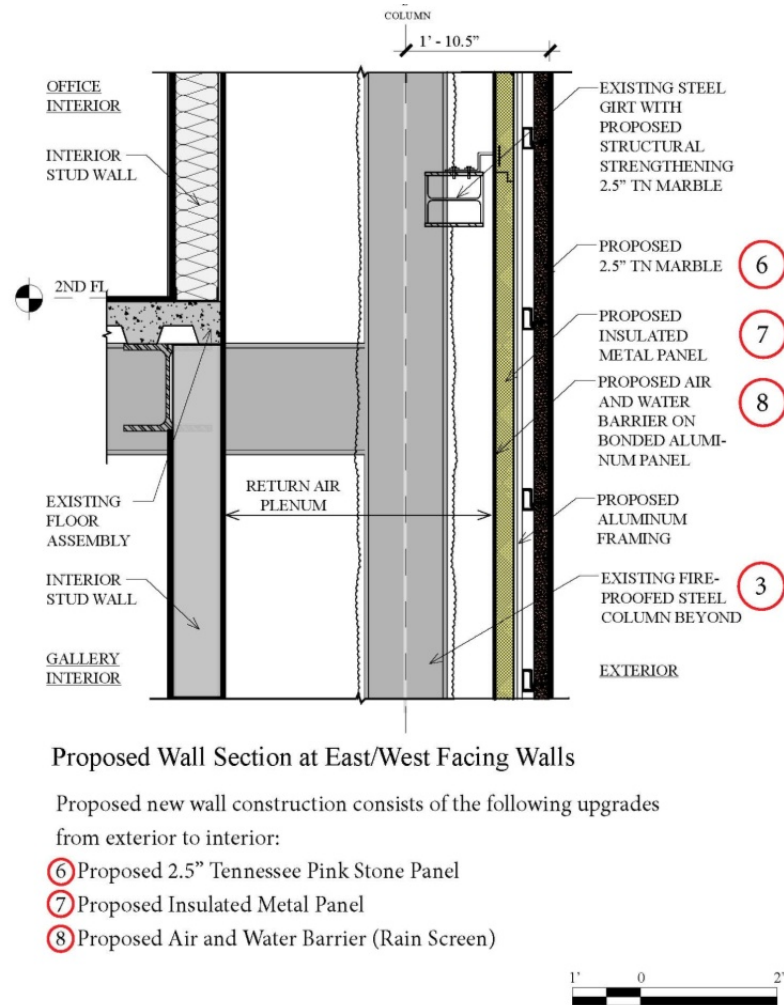 COLUMN
1’ - 10.5”
OFFICE
INTERIOR
INTERIOR
STUD WALL
2ND FL
EXISTING
FLOOR
ASSEMBLY
INTERIOR
STUD WALL
GALLERY
INTERIOR
RETURN AIR
PLENUM
EXISTING STEEL
GIRT WITH
PROPOSED
STRUCTURAL
STRENGTHENING
2.5” TN MARBLE
PROPOSED
2.5” TN MARBLE
6
PROPOSED
INSULATED
METAL PANEL
7
PROPOSED AIR
AND WATER
BARRIER ON
BONDED ALUMI-
NUM PANEL
8
PROPOSED
ALUMINUM
FRAMING
EXISTING FIRE-
PROOFED STEEL
COLUMN BEYOND
3
EXTERIOR
Proposed Wall Section at East/West Facing Walls
Proposed new wall construction consists of the following upgrades
from exterior to interior:
6 Proposed 2.5” Tennessee Pink Stone Panel
7 Proposed Insulated Metal Panel
8 Proposed Air and Water Barrier (Rain Screen)
1’ 0 2’